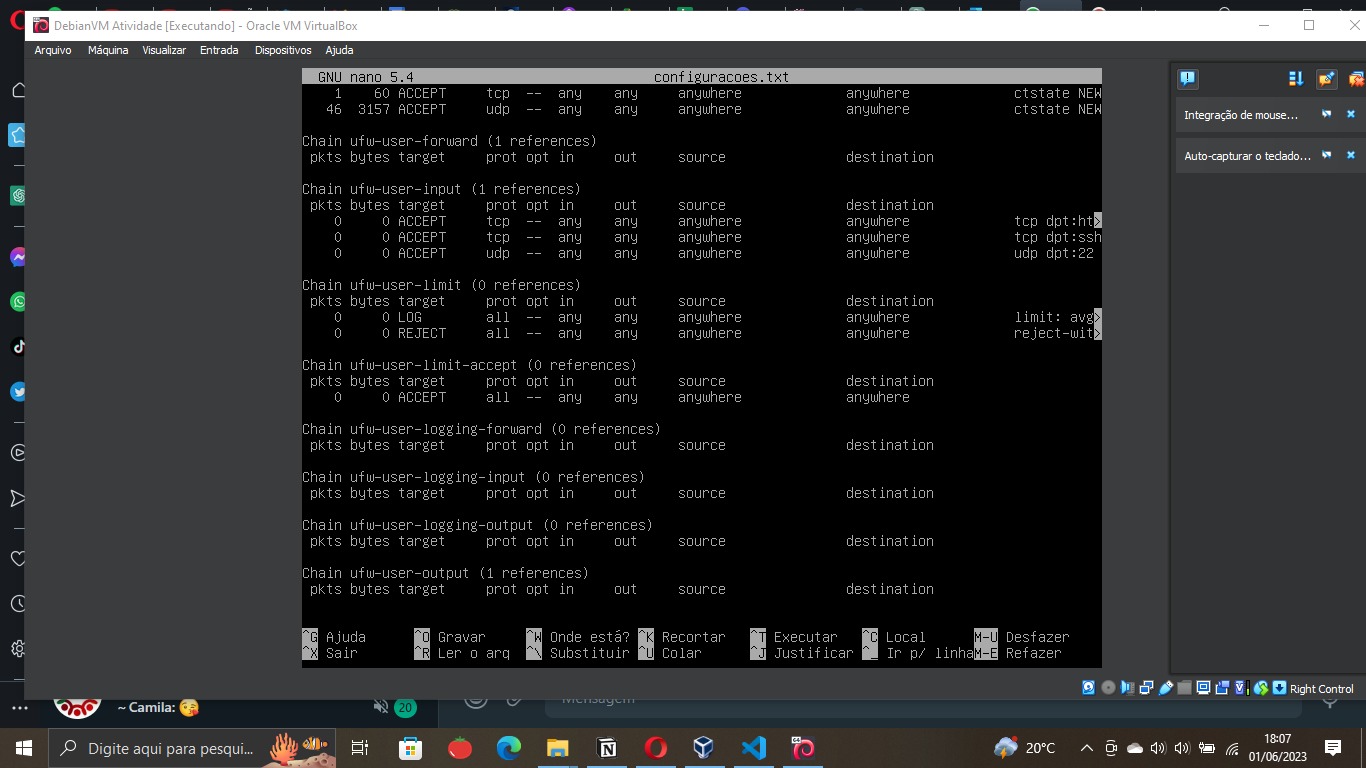 DebianVM Atividade [Executando] - Oracle VM VirtualBox
Arquivo Máquina Visualizar Entrada Dispositivos Ajuda
GNU nano 5.4 configuracoes.txt
1 60 ACCEPT tcp -- any any anywhere anywhere ctstate NEW
46 3157 ACCEPT udp -- any any anywhere anywhere ctstate NEW
Chain ufw-user-forward (1 references)
pkts bytes target prot opt in out source destination
Chain ufw-user-input (1 references)
pkts bytes target prot opt in out source destination
0 0 ACCEPT tcp -- any any anywhere anywhere tcp dpt:ht>
0 0 ACCEPT tcp -- any any anywhere anywhere tcp dpt:ssh
0 0 ACCEPT udp -- any any anywhere anywhere udp dpt:22
Chain ufw-user-limit (0 references)
pkts bytes target prot opt in out source destination
0 0 LOG all -- any any anywhere anywhere limit: avg>
0 0 REJECT all -- any any anywhere anywhere reject-wit>
Chain ufw-user-limit-accept (0 references)
pkts bytes target prot opt in out source destination
0 0 ACCEPT all -- any any anywhere anywhere
Chain ufw-user-logging-forward (0 references)
pkts bytes target prot opt in out source destination
Chain ufw-user-logging-input (0 references)
pkts bytes target prot opt in out source destination
Chain ufw-user-logging-output (0 references)
pkts bytes target prot opt in out source destination
Chain ufw-user-output (1 references)
pkts bytes target prot opt in out source destination
^G Ajuda ^O Gravar ^W Onde está? ^K Recortar ^T Executar ^C Local M-U Desfazer
^X Sair ^R Ler o arq ^\ Substituir ^U Colar ^J Justificar ^_ Ir p/ linha M-E Refazer
Integração de mouse...
Auto-capturar o teclado...
Right Control
~ Camila: 😘
20
Mensagem
Digite aqui para pesqui...
20°C
18:07
01/06/2023